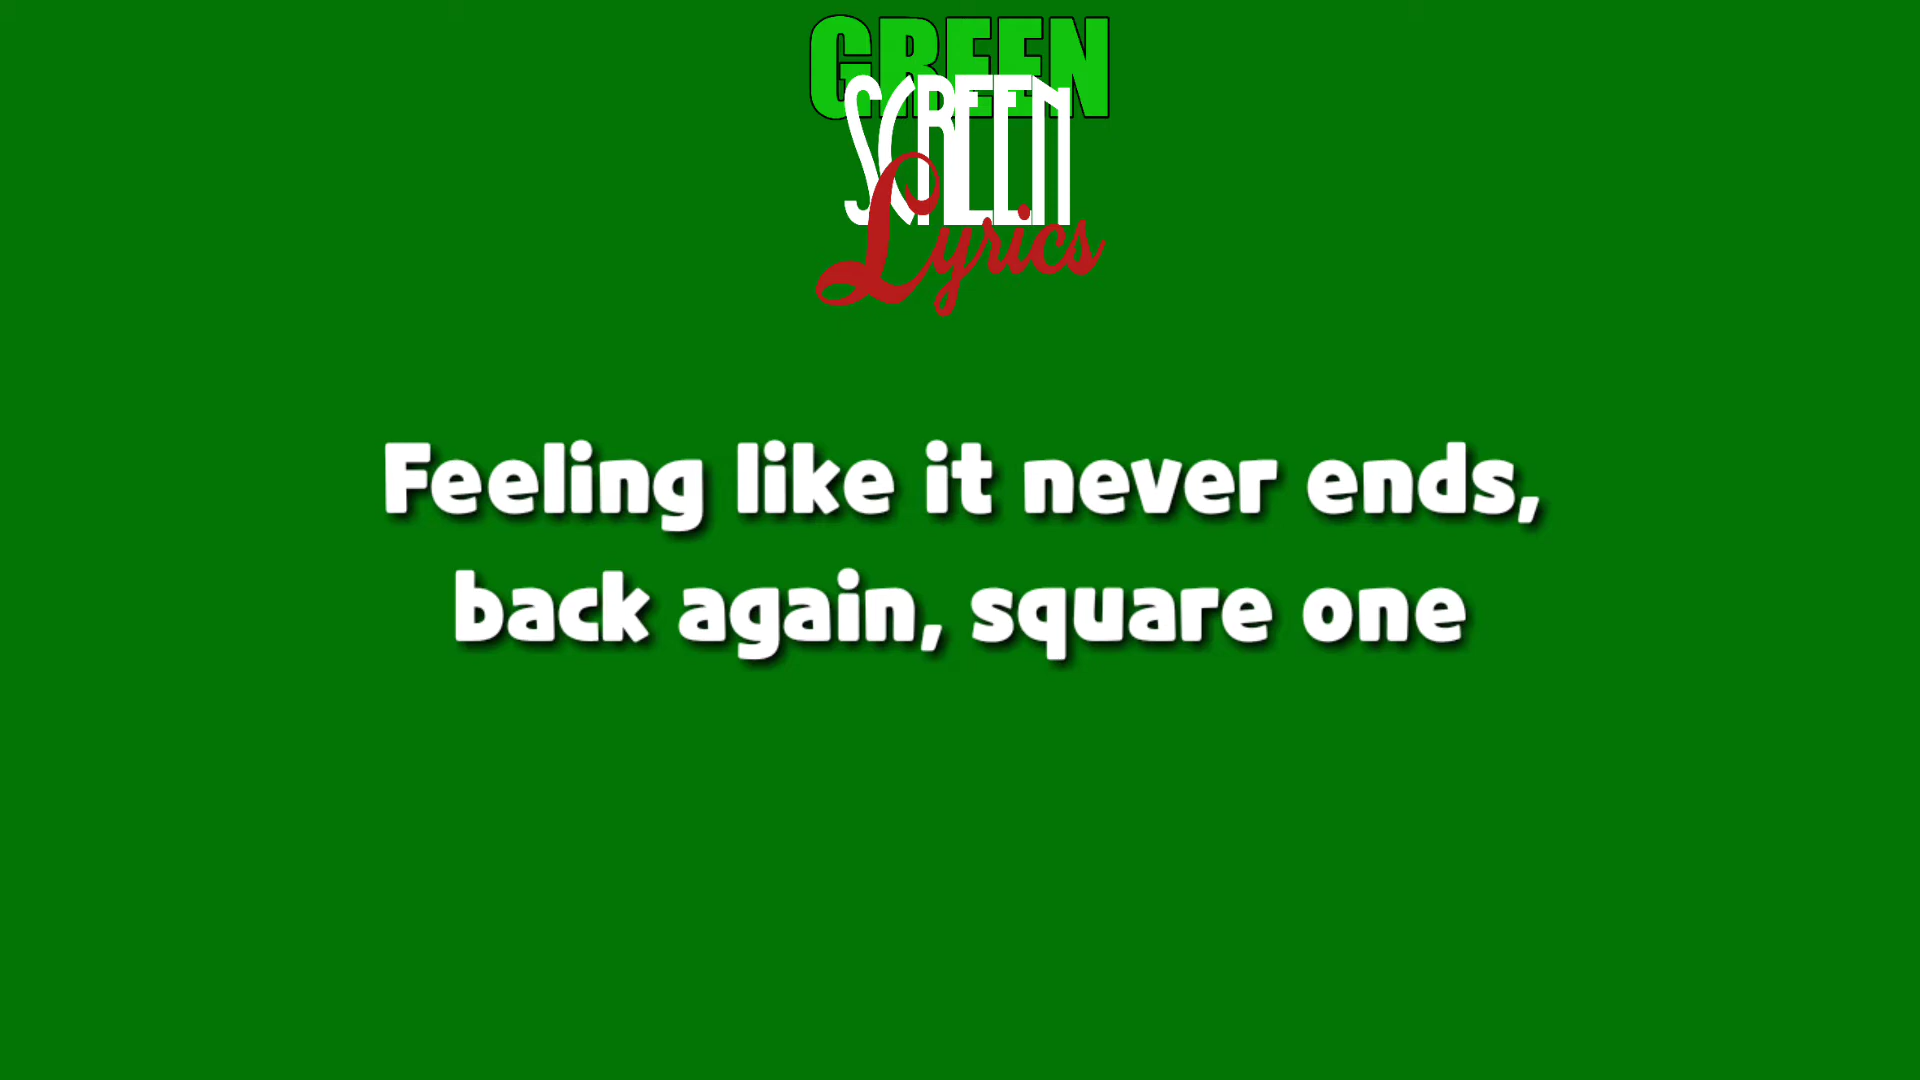 GREEN
SCREEN
Lyrics
Feeling like it never ends,
back again, square one